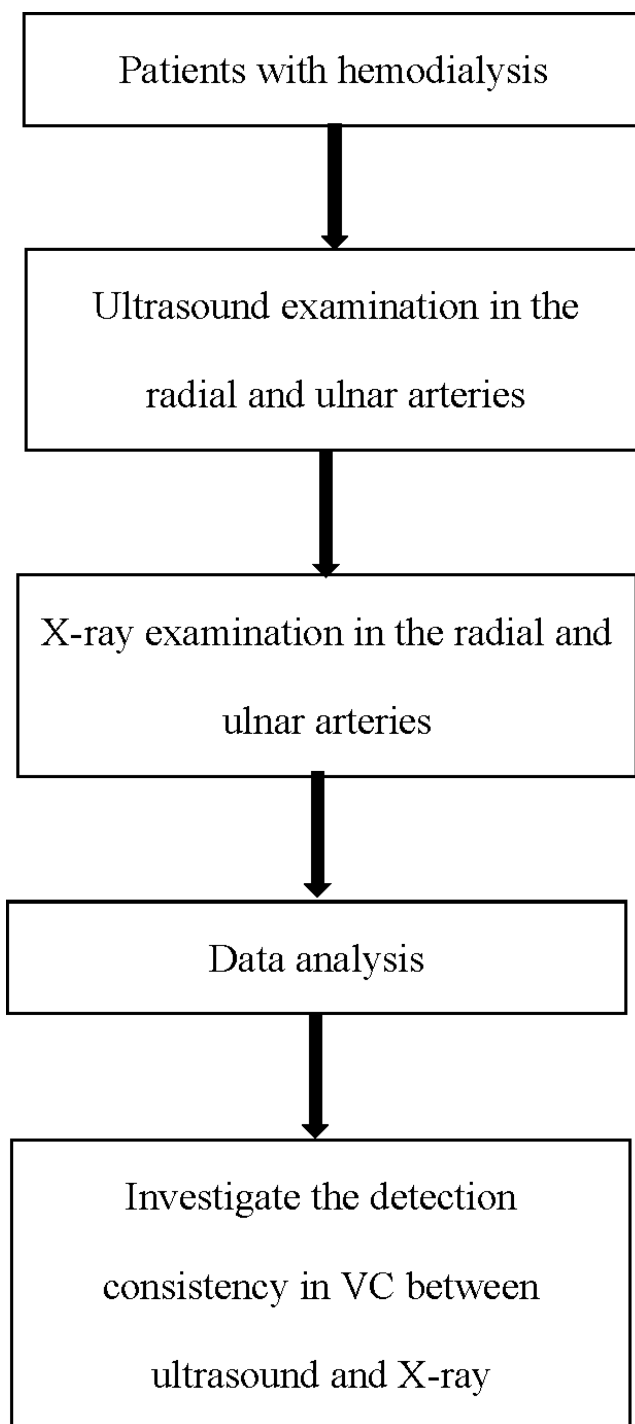 Patients with hemodialysis
Ultrasound examination in the
radial and ulnar arteries
X-ray examination in the radial and
ulnar arteries
Data analysis
Investigate the detection
consistency in VC between
ultrasound and X-ray